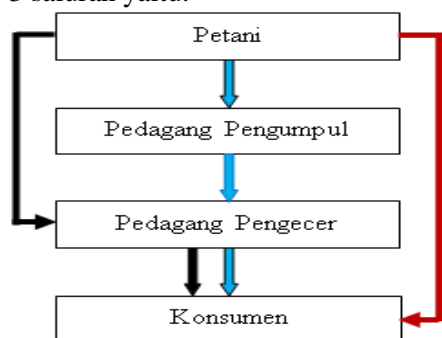 3 saluran yaitu:
Petani
Pedagang Pengumpul
Pedagang Pengecer
Konsumen